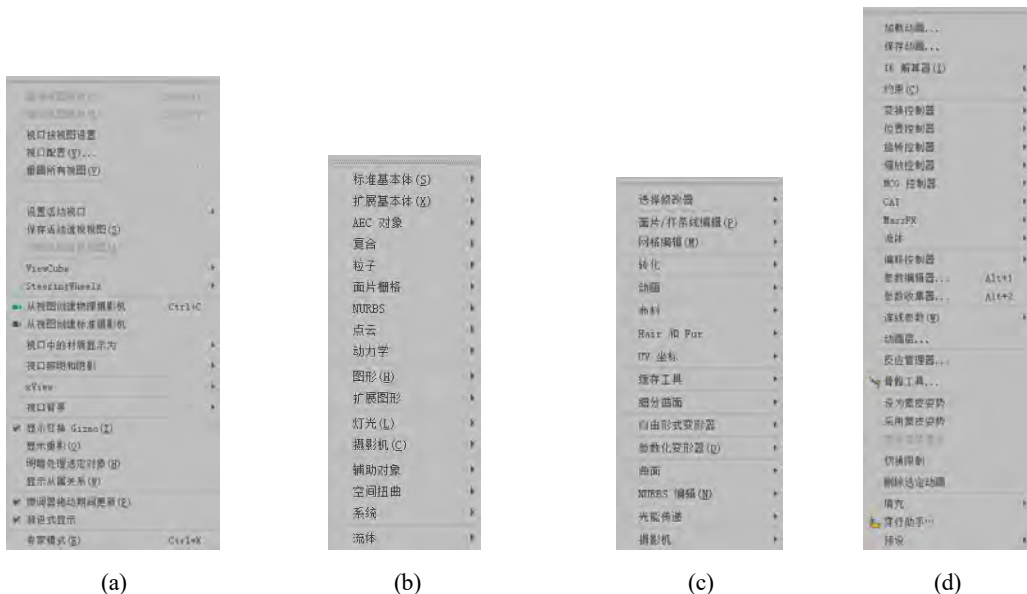 视口按视图设置
视口配置(V)...
重画所有视图(V)
设置活动视口
保存活动透视视图(S)
ViewCube
SteeringWheels
从视图创建物理摄影机 Ctrl+C
从视图创建标准摄影机
视口中的材质显示为
视口照明和阴影
xView
视口背景
显示变换 Gizmo(I)
显示重影(O)
明暗处理选定对象(H)
显示从属关系(W)
微调器拖动期间更新(P)
渐进式显示
专家模式(E) Ctrl+X
(a)
标准基本体(S)
扩展基本体(X)
AEC 对象
复合
粒子
面片栅格
NURBS
点云
动力学
图形(H)
扩展图形
灯光(L)
摄影机(C)
辅助对象
空间扭曲
系统
流体
(b)
选择修改器
面片/样条线编辑(P)
网格编辑(M)
转化
动画
布料
Hair 和 Fur
UV 坐标
缓存工具
细分曲面
自由形式变形器
参数化变形器(D)
曲面
NURBS 编辑(N)
光能传递
摄影机
(c)
加载动画...
保存动画...
IK 解算器(I)
约束(C)
变换控制器
位置控制器
旋转控制器
缩放控制器
MCG 控制器
CAT
MassFX
流体
偏移控制器
参数编辑器... Alt+1
参数收集器... Alt+2
连线参数(W)
动画层...
反应管理器...
骨骼工具...
设为蒙皮姿势
采用蒙皮姿势
切换限制
删除选定动画
填充
穿行助手...
预设
(d)